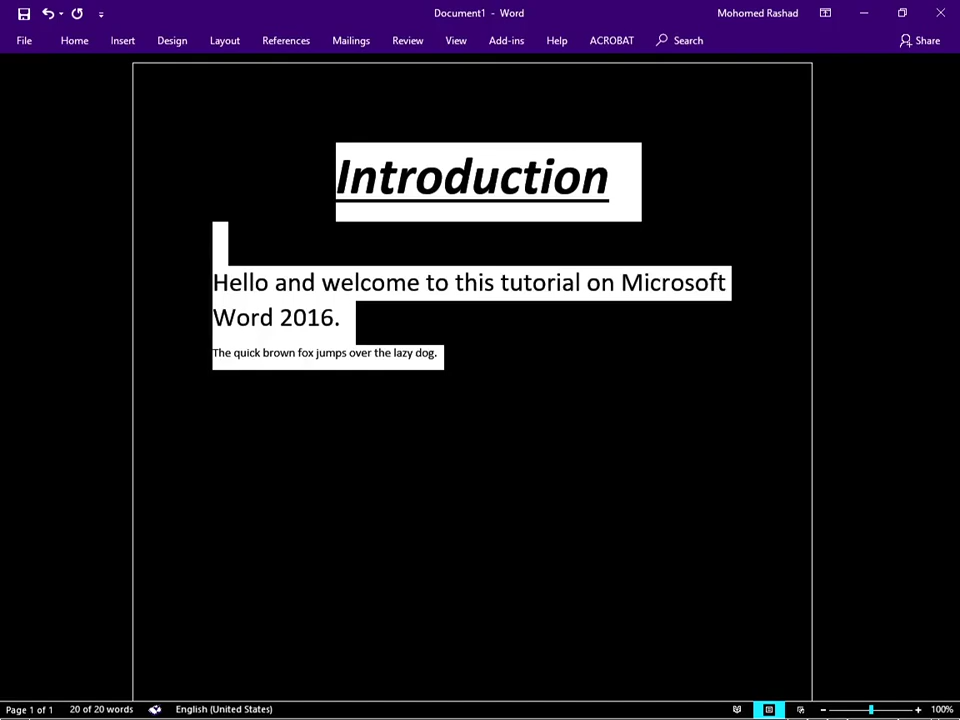 Document1 - Word
Mohomed Rashad
File Home Insert Design Layout References Mailings Review View Add-ins Help ACROBAT Search Share
Introduction
Hello and welcome to this tutorial on Microsoft
Word 2016.
The quick brown fox jumps over the lazy dog.
Page 1 of 1 20 of 20 words English (United States) 100%